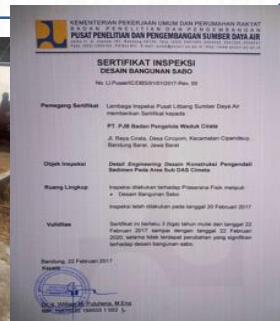 KEMENTERIAN PEKERJAAN UMUM DAN PERUMAHAN RAKYAT
BADAN PENELITIAN DAN PENGEMBANGAN
PUSAT PENELITIAN DAN PENGEMBANGAN SUMBER DAYA AIR
SERTIFIKAT INSPEKSI
DESAIN BANGUNAN SABO
Pemegang Sertifikat Lembaga Inspeksi Pusat Litbang Sumber Daya Air
memberikan Sertifikat kepada
PT. PJB Badan Pengelola Waduk Cirata
Jl. Raya Cirata, Desa Ciroyom, Kecamatan Cipendeuy
Bandung Barat, Jawa Barat
Objek Inspeksi Detail Engineering Desain Konstruksi Pengendali
Sedimen Pada Area Sub DAS Cimeta
Ruang Lingkup Inspeksi dilakukan terhadap Prasarana Fisik meliputi :
Desain Bangunan Sabo
Inspeksi telah dilakukan pada tanggal 20 Februari 2017
Validitas Sertifikat ini berlaku 3 (tiga) tahun mulai dari tanggal 22
Februari 2017 sampai dengan tanggal 22 Februari
2020, selama tidak terdapat perubahan yang signifikan
terhadap desain bangunan sabo.
Bandung, 22 Februari 2017
Kepala